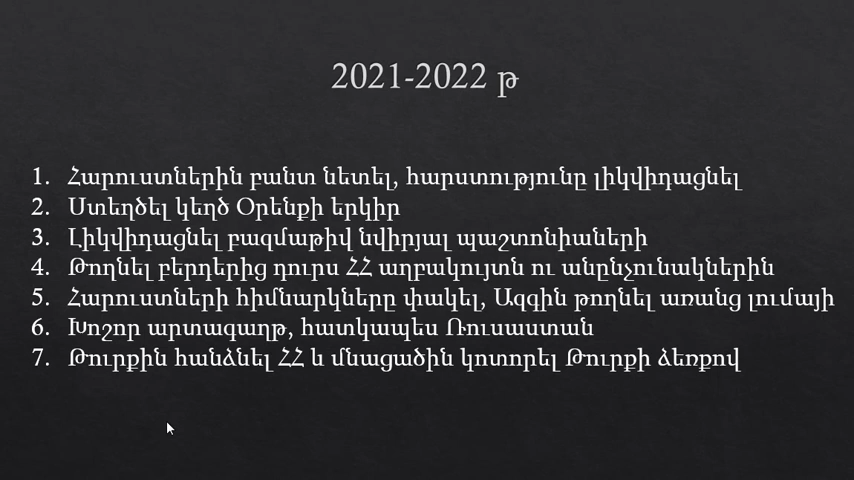 2021-2022 թ
1. Հարուստներին բանտ նետել, հարստությունը լիկվիդացնել
2. Ստեղծել կեղծ Օրենքի երկիր
3. Լիկվիդացնել բազմաթիվ նվիրյալ պաշտոնիաների
4. Թողնել բերդերից դուրս ՀՀ աղբակույտն ու անընչունակներին
5. Հարուստների հիմնարկները փակել, Ազգին թողնել առանց լումայի
6. Խոշոր արտագաղթ, հատկապես Ռուսաստան
7. Թուրքին հանձնել ՀՀ և մնացածին կոտորել Թուրքի ձեռքով